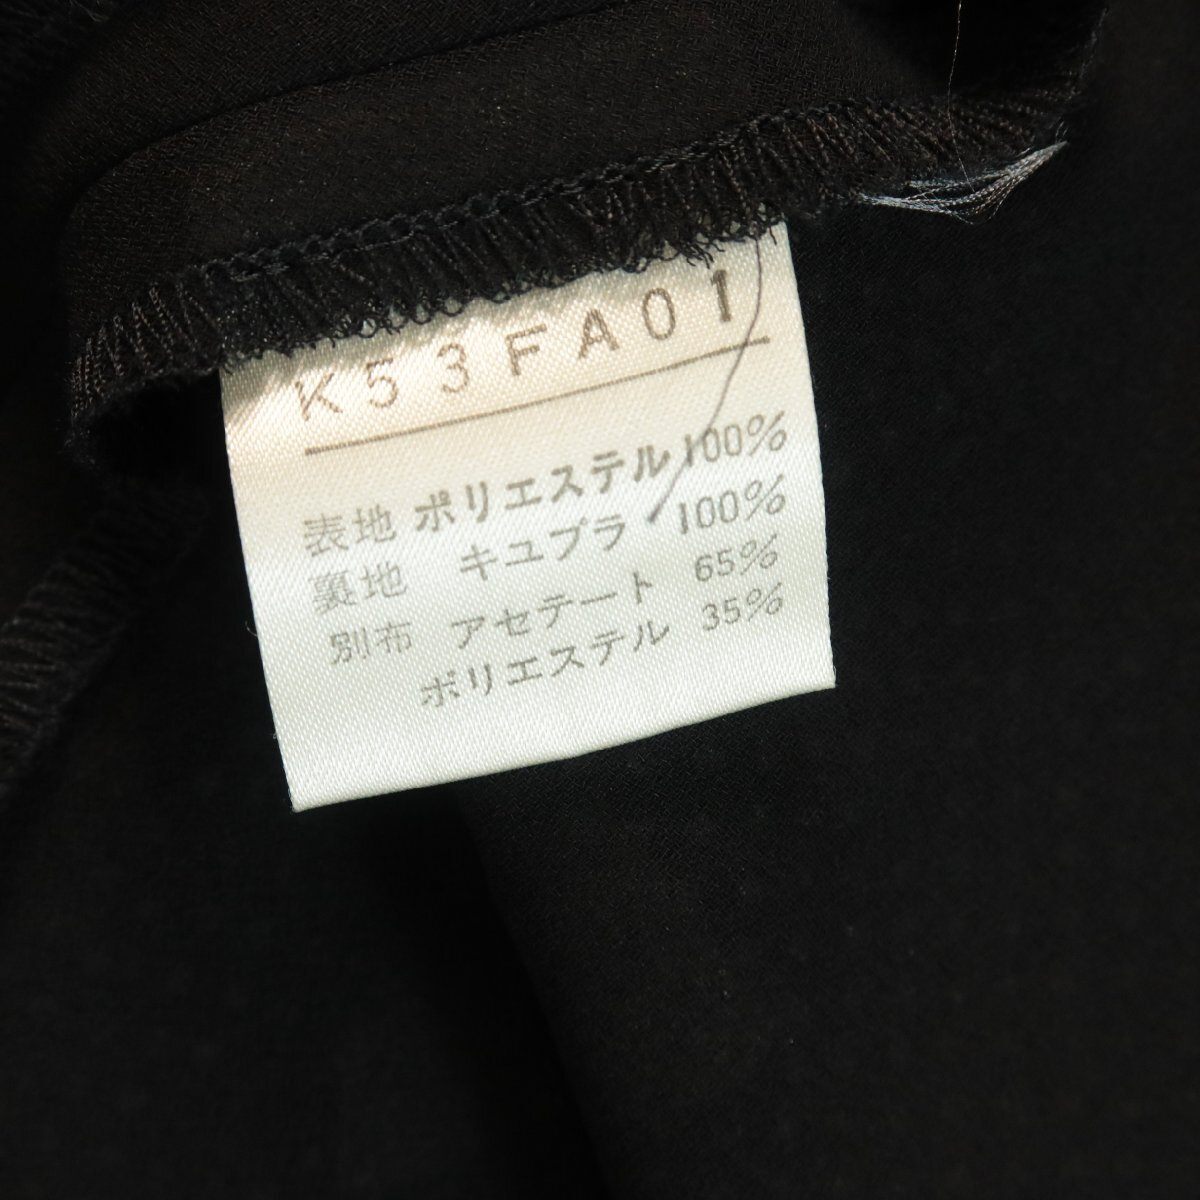 K53FA01
表地 ポリエステル 100%
裏地 キュプラ 100%
別布 アセテート 65%
ポリエステル 35%